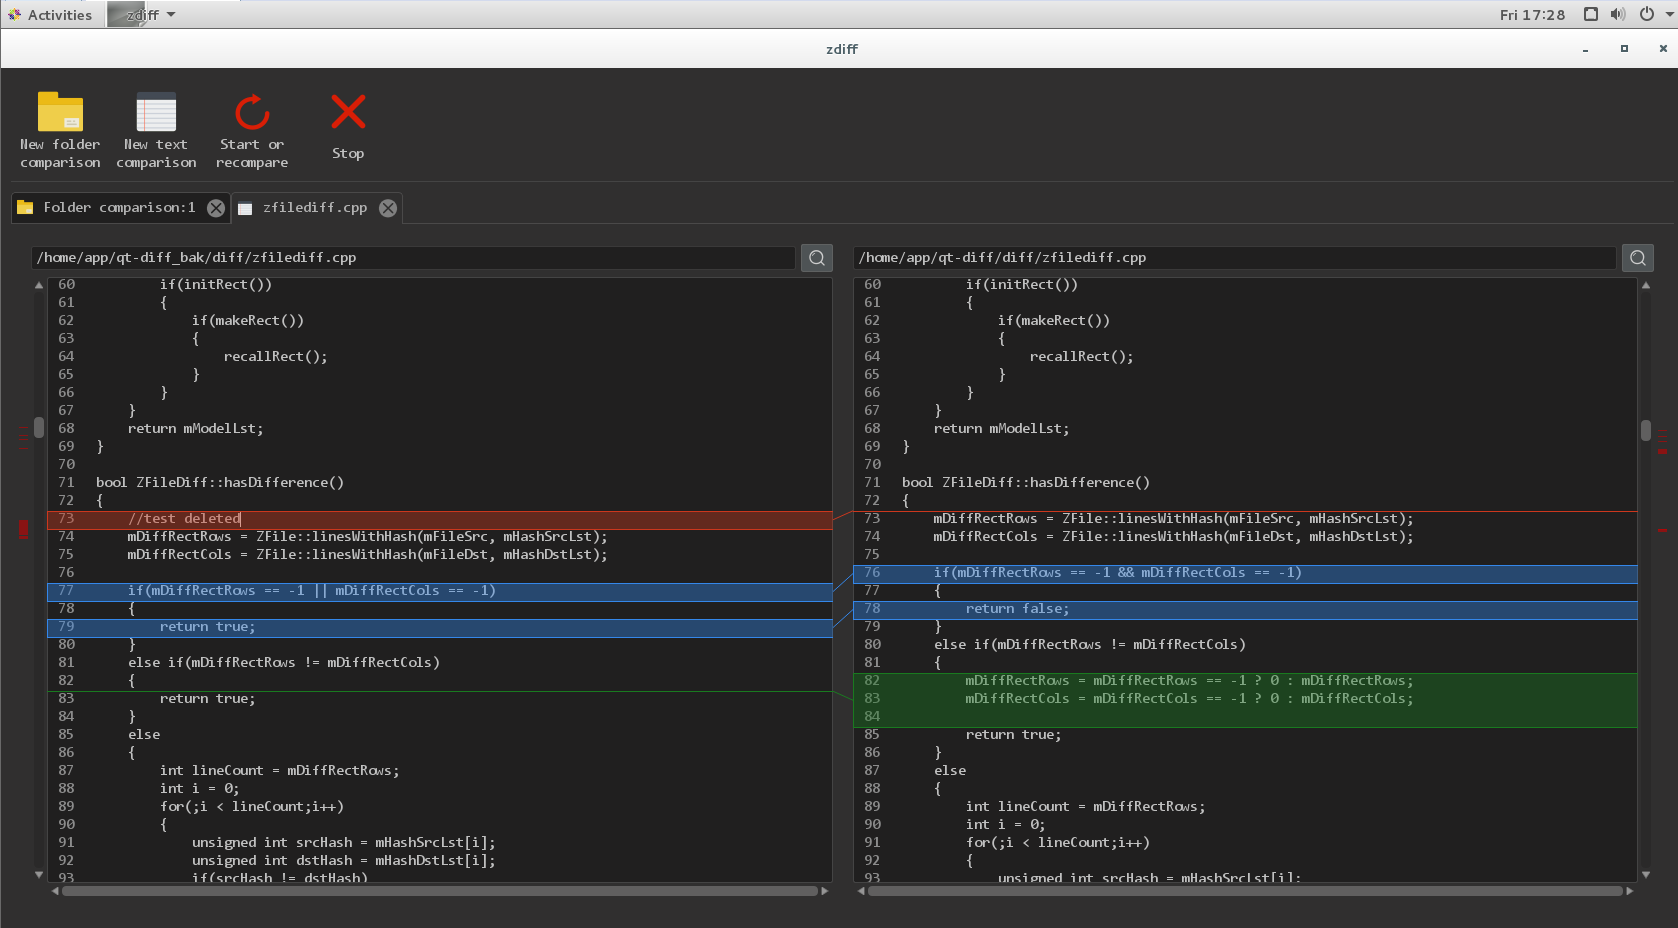 Activities
zdiff
Fri 17:28
zdiff
New folder comparison
New text comparison
Start or recompare
Stop
Folder comparison:1
zfilediff.cpp
/home/app/qt-diff_bak/diff/zfilediff.cpp
60 if(initRect())
61 {
62 if(makeRect())
63 {
64 recallRect();
65 }
66 }
67 }
68 return mModelLst;
69 }
70
71 bool ZFileDiff::hasDifference()
72 {
73 //test deleted
74 mDiffRectRows = ZFile::linesWithHash(mFileSrc, mHashSrcLst);
75 mDiffRectCols = ZFile::linesWithHash(mFileDst, mHashDstLst);
76
77 if(mDiffRectRows == -1 || mDiffRectCols == -1)
78 {
79 return true;
80 }
81 else if(mDiffRectRows != mDiffRectCols)
82 {
83 return true;
84 }
85 else
86 {
87 int lineCount = mDiffRectRows;
88 int i = 0;
89 for(;i < lineCount;i++)
90 {
91 unsigned int srcHash = mHashSrcLst[i];
92 unsigned int dstHash = mHashDstLst[i];
93 if(srcHash != dstHash)
/home/app/qt-diff/diff/zfilediff.cpp
60 if(initRect())
61 {
62 if(makeRect())
63 {
64 recallRect();
65 }
66 }
67 }
68 return mModelLst;
69 }
70
71 bool ZFileDiff::hasDifference()
72 {
73 mDiffRectRows = ZFile::linesWithHash(mFileSrc, mHashSrcLst);
74 mDiffRectCols = ZFile::linesWithHash(mFileDst, mHashDstLst);
75
76 if(mDiffRectRows == -1 && mDiffRectCols == -1)
77 {
78 return false;
79 }
80 else if(mDiffRectRows != mDiffRectCols)
81 {
82 mDiffRectRows = mDiffRectRows == -1 ? 0 : mDiffRectRows;
83 mDiffRectCols = mDiffRectCols == -1 ? 0 : mDiffRectCols;
84
85 return true;
86 }
87 else
88 {
89 int lineCount = mDiffRectRows;
90 int i = 0;
91 for(;i < lineCount;i++)
92 {
93 unsigned int srcHash = mHashSrcLst[i];